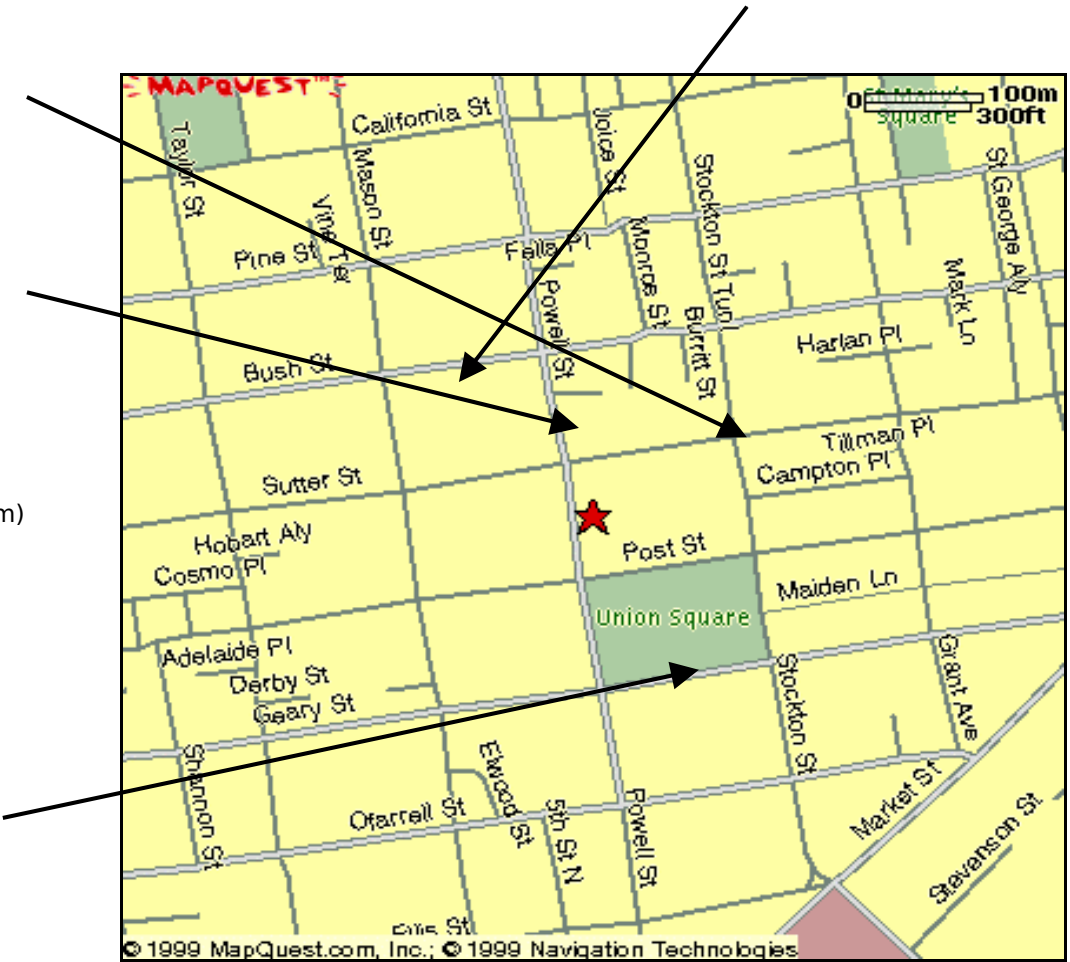 MAPQUEST™
St Mary's
Square
0 100m
300ft
California St
Joice St
Taylor St
Mason St
Stockton St Tunl
St George Aly
Vine Ter
Pine St
Fella Pl
Monroe St
Mark Ln
Powell St
Burritt St
Harlan Pl
Bush St
Tillman Pl
Campton Pl
Sutter St
m)
Hobart Aly
Post St
Cosmo Pl
Maiden Ln
Union Square
Adelaide Pl
Derby St
Geary St
Stockton St
Grant Ave
Shannon St
Elwood St
Ofarrell St
5th St N
Powell St
Market St
Stevenson St
Ellis St
© 1999 MapQuest.com, Inc.; © 1999 Navigation Technologies